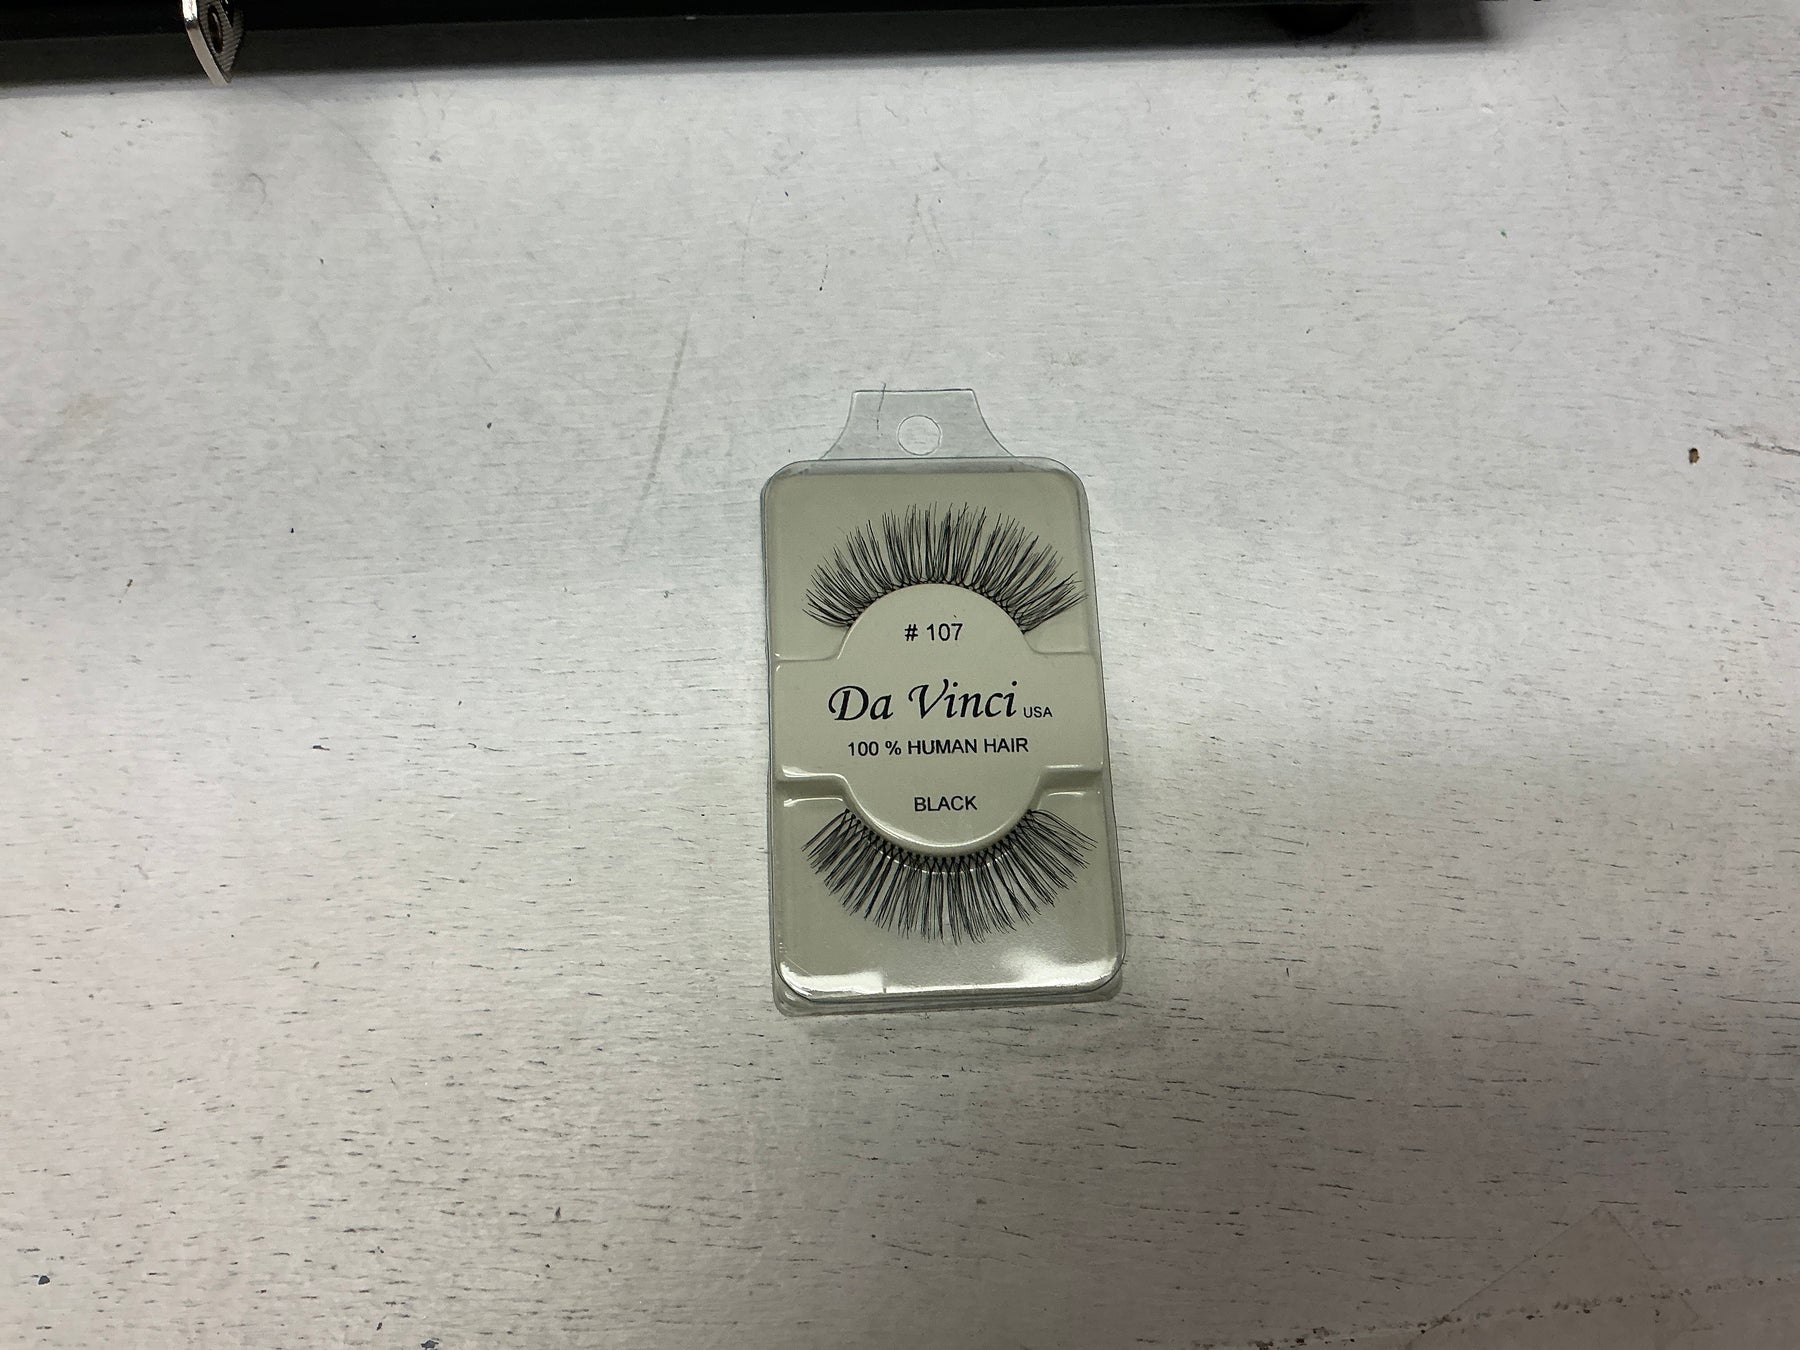 # 107
Da Vinci USA
100 % HUMAN HAIR
BLACK